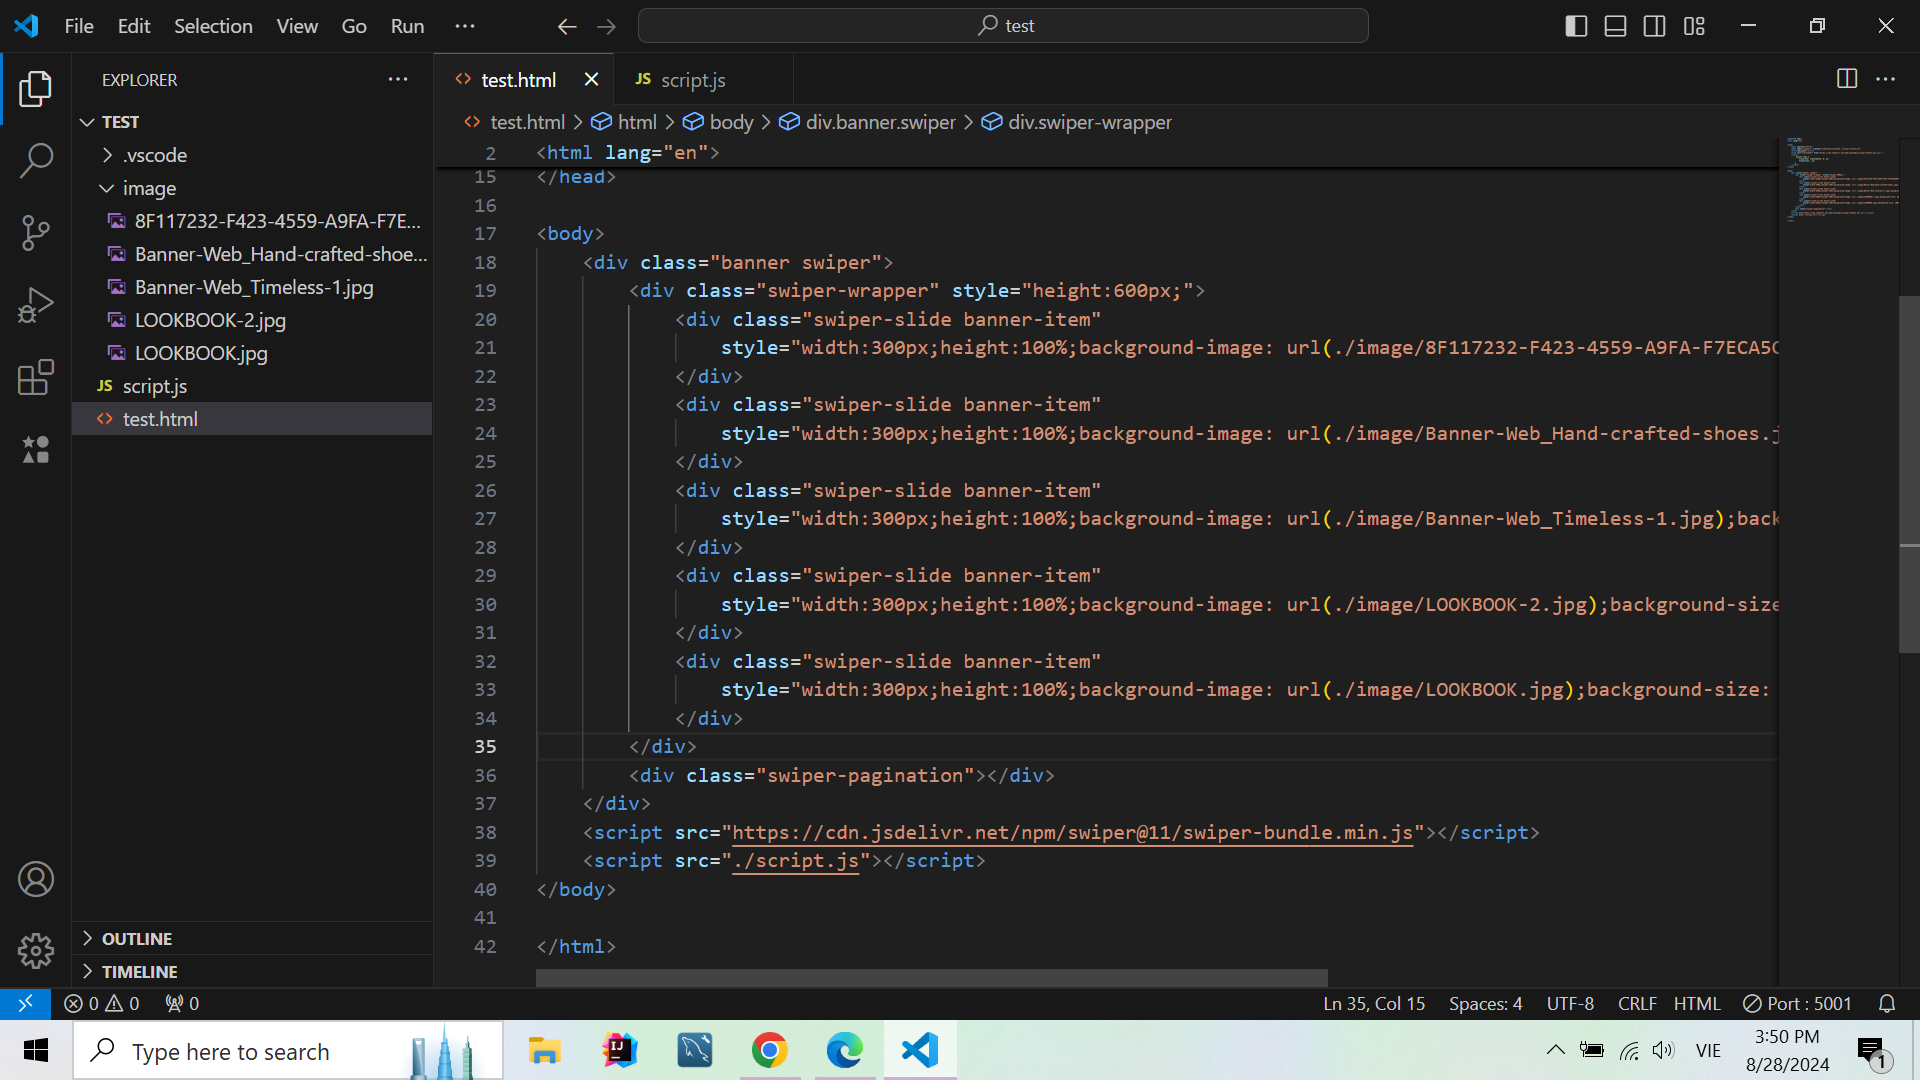 File Edit Selection View Go Run ···
test
EXPLORER
TEST
.vscode
image
8F117232-F423-4559-A9FA-F7E...
Banner-Web_Hand-crafted-shoe...
Banner-Web_Timeless-1.jpg
LOOKBOOK-2.jpg
LOOKBOOK.jpg
JS script.js
<> test.html
OUTLINE
TIMELINE
<> test.html
JS script.js
<> test.html > html > body > div.banner.swiper > div.swiper-wrapper
2 <html lang="en">
15 </head>
16
17 <body>
18 <div class="banner swiper">
19 <div class="swiper-wrapper" style="height:600px;">
20 <div class="swiper-slide banner-item"
21 style="width:300px;height:100%;background-image: url(./image/8F117232-F423-4559-A9FA-F7ECA5C
22 </div>
23 <div class="swiper-slide banner-item"
24 style="width:300px;height:100%;background-image: url(./image/Banner-Web_Hand-crafted-shoes.j
25 </div>
26 <div class="swiper-slide banner-item"
27 style="width:300px;height:100%;background-image: url(./image/Banner-Web_Timeless-1.jpg);back
28 </div>
29 <div class="swiper-slide banner-item"
30 style="width:300px;height:100%;background-image: url(./image/LOOKBOOK-2.jpg);background-size
31 </div>
32 <div class="swiper-slide banner-item"
33 style="width:300px;height:100%;background-image: url(./image/LOOKBOOK.jpg);background-size:
34 </div>
35 </div>
36 <div class="swiper-pagination"></div>
37 </div>
38 <script src="https://cdn.jsdelivr.net/npm/swiper@11/swiper-bundle.min.js"></script>
39 <script src="./script.js"></script>
40 </body>
41
42 </html>
0 0 0
Ln 35, Col 15 Spaces: 4 UTF-8 CRLF HTML Port : 5001
Type here to search
IJ
VIE
3:50 PM
8/28/2024
1